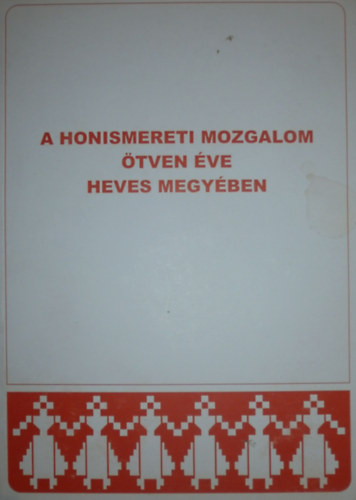 A HONISMERETI MOZGALOM
ÖTVEN ÉVE
HEVES MEGYÉBEN